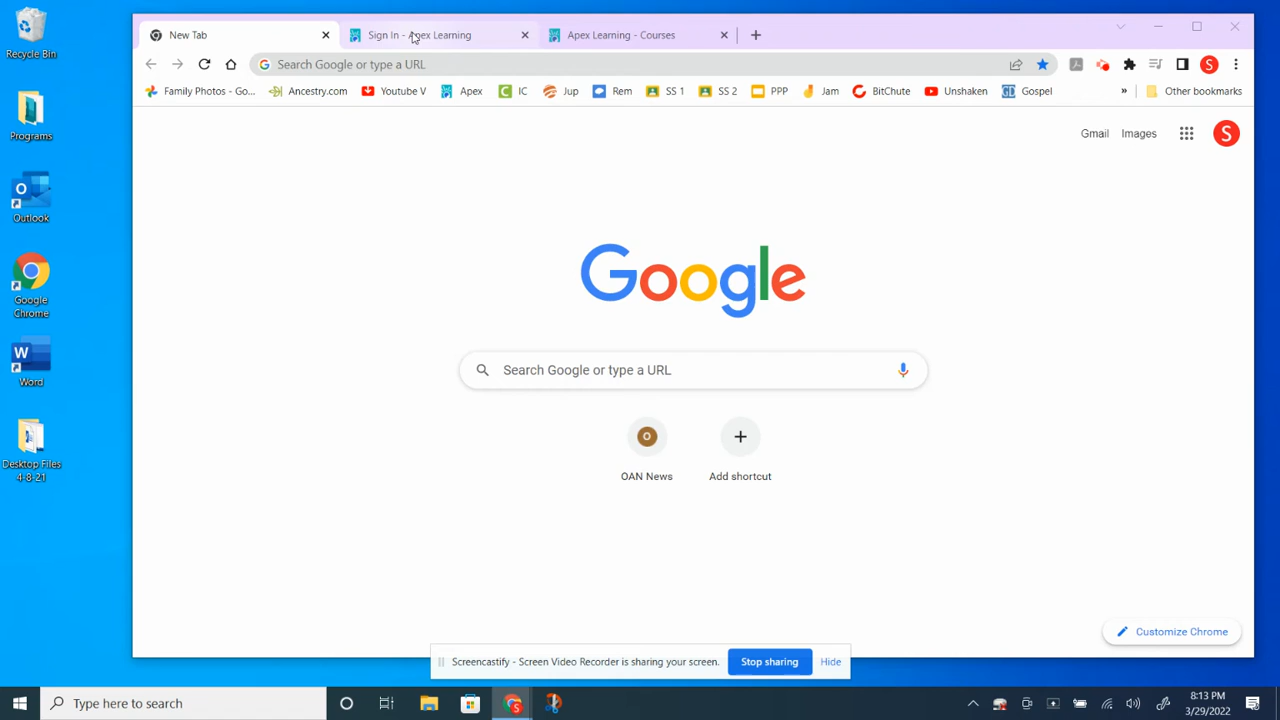 Recycle Bin
Programs
Outlook
Google
Chrome
Word
Desktop Files
4-8-21
New Tab
Sign In - Apex Learning
Apex Learning - Courses
Search Google or type a URL
S
Family Photos - Go...
Ancestry.com
Youtube V
Apex
IC
Jup
Rem
SS 1
SS 2
PPP
Jam
BitChute
Unshaken
GD Gospel
»
Other bookmarks
Gmail
Images
S
Google
Search Google or type a URL
O
OAN News
Add shortcut
Customize Chrome
Screencastify - Screen Video Recorder is sharing your screen.
Stop sharing
Hide
Type here to search
8:13 PM
3/29/2022